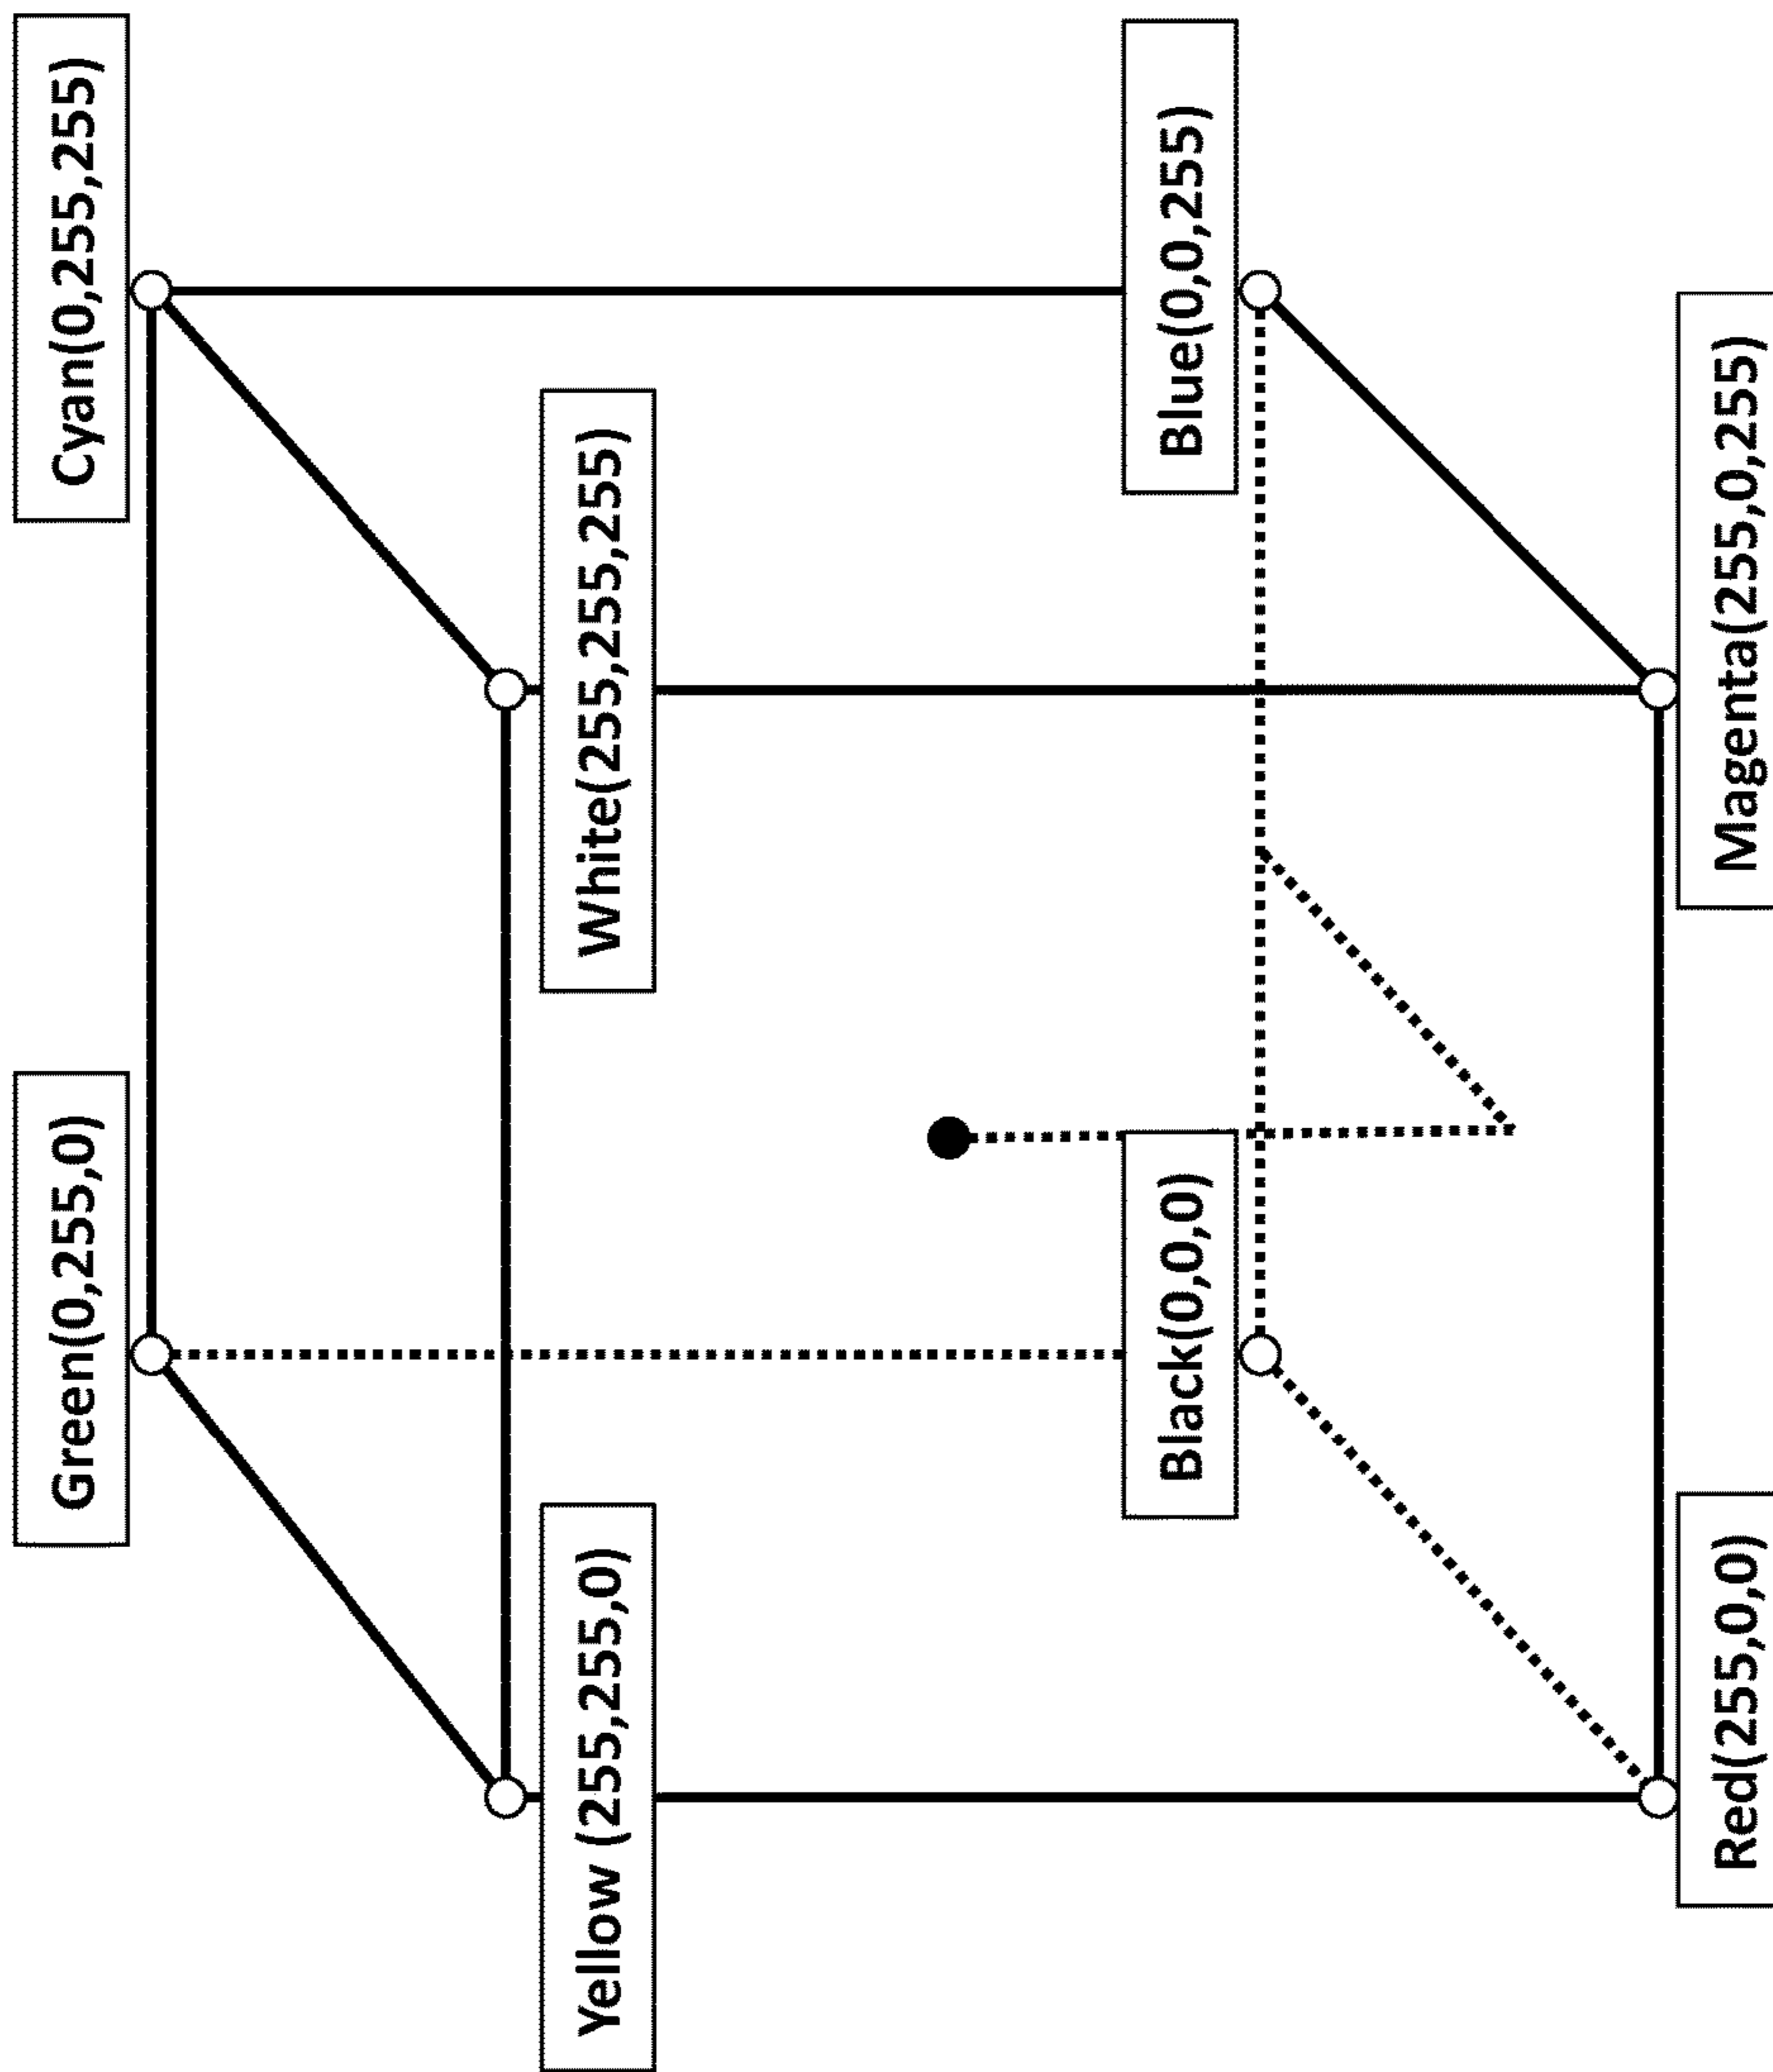 Green(0,255,0)
Cyan(0,255,255)
Yellow (255,255,0)
White(255,255,255)
Black(0,0,0)
Blue(0,0,255)
Red(255,0,0)
Magenta(255,0,255)